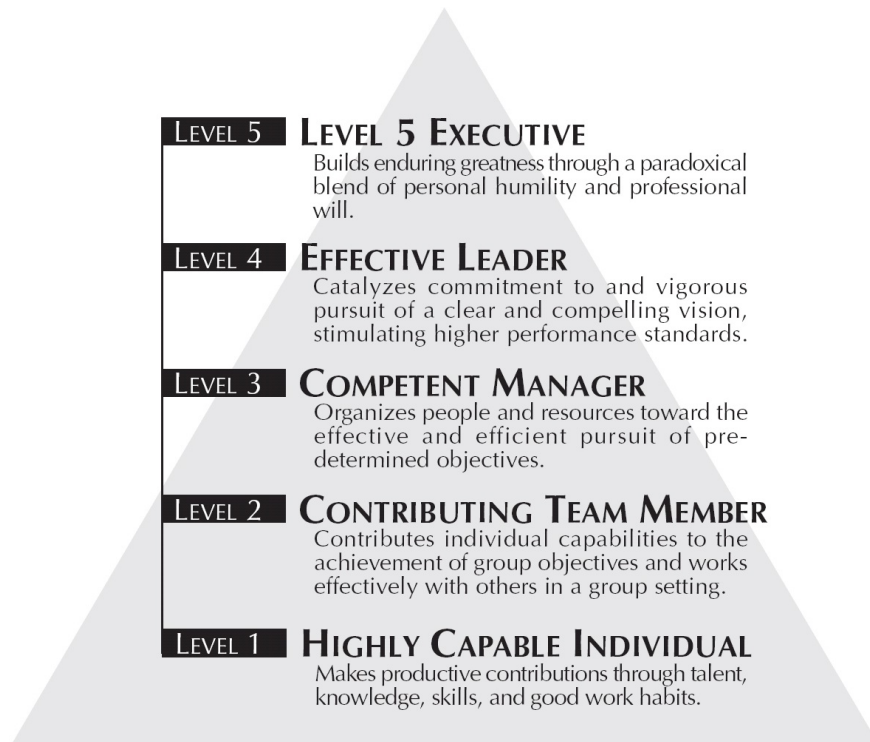 LEVEL 5 LEVEL 5 EXECUTIVE
Builds enduring greatness through a paradoxical
blend of personal humility and professional
will.
LEVEL 4 EFFECTIVE LEADER
Catalyzes commitment to and vigorous
pursuit of a clear and compelling vision,
stimulating higher performance standards.
LEVEL 3 COMPETENT MANAGER
Organizes people and resources toward the
effective and efficient pursuit of pre-
determined objectives.
LEVEL 2 CONTRIBUTING TEAM MEMBER
Contributes individual capabilities to the
achievement of group objectives and works
effectively with others in a group setting.
LEVEL 1 HIGHLY CAPABLE INDIVIDUAL
Makes productive contributions through talent,
knowledge, skills, and good work habits.